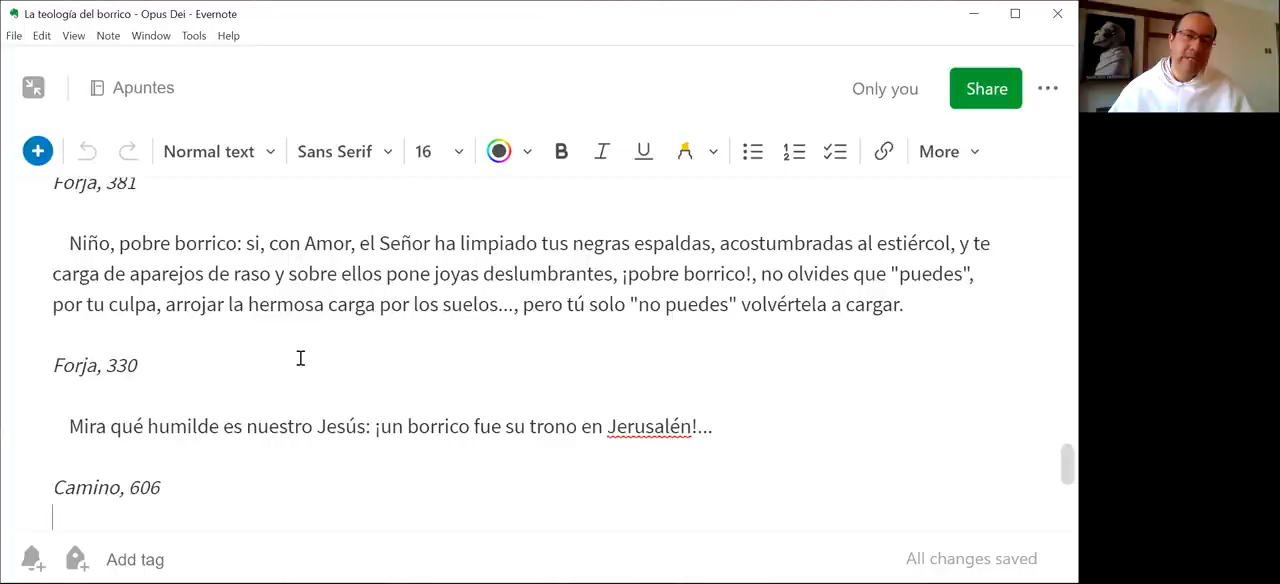 La teología del borrico - Opus Dei - Evernote
File Edit View Note Window Tools Help
Apuntes
Only you
Share
Normal text
Sans Serif
16
B I U
More
Forja, 381
Niño, pobre borrico: si, con Amor, el Señor ha limpiado tus negras espaldas, acostumbradas al estiércol, y te
carga de aparejos de raso y sobre ellos pone joyas deslumbrantes, ¡pobre borrico!, no olvides que "puedes",
por tu culpa, arrojar la hermosa carga por los suelos..., pero tú solo "no puedes" volvértela a cargar.
Forja, 330
Mira qué humilde es nuestro Jesús: ¡un borrico fue su trono en Jerusalén!...
Camino, 606
Add tag
All changes saved